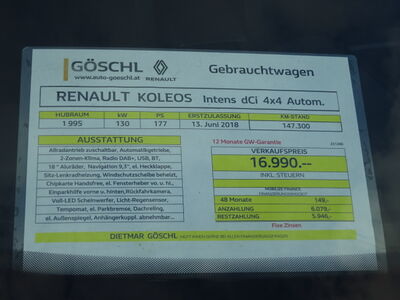 GÖSCHL
www.auto-goeschl.at
RENAULT
Gebrauchtwagen
RENAULT KOLEOS Intens dCi 4x4 Autom.
HUBRAUM kW PS ERSTZULASSUNG KM-STAND
1 995 130 177 13. Juni 2018 147.300
AUSSTATTUNG
Allradantrieb zuschaltbar, Automatikgetriebe,
2-Zonen-Klima, Radio DAB+, USB, BT,
18 " Aluräder, Navigation 9,3", el. Heckklappe,
Sitz-Lenkradheizung, Windschutzscheibe beheizt,
Chipkarte Handsfree, el. Fensterheber vo. u. hi.,
Einparkhilfe vorne u. hinten, Rückfahrkamera,
Voll-LED Scheinwerfer, Licht-Regensensor,
Tempomat, el. Parkbremse, Dachreling,
el. Außenspiegel, Anhängerkuppl. abnehmbar...
12 Monate GW-Garantie
VERKAUFSPREIS
16.990,--
INKL. STEUERN
MOBILIZE FINANCE
48 Monate 149,-
ANZAHLUNG 6.079,-
RESTZAHLUNG 5.946,-
Fixe Zinsen
DIETMAR GÖSCHL